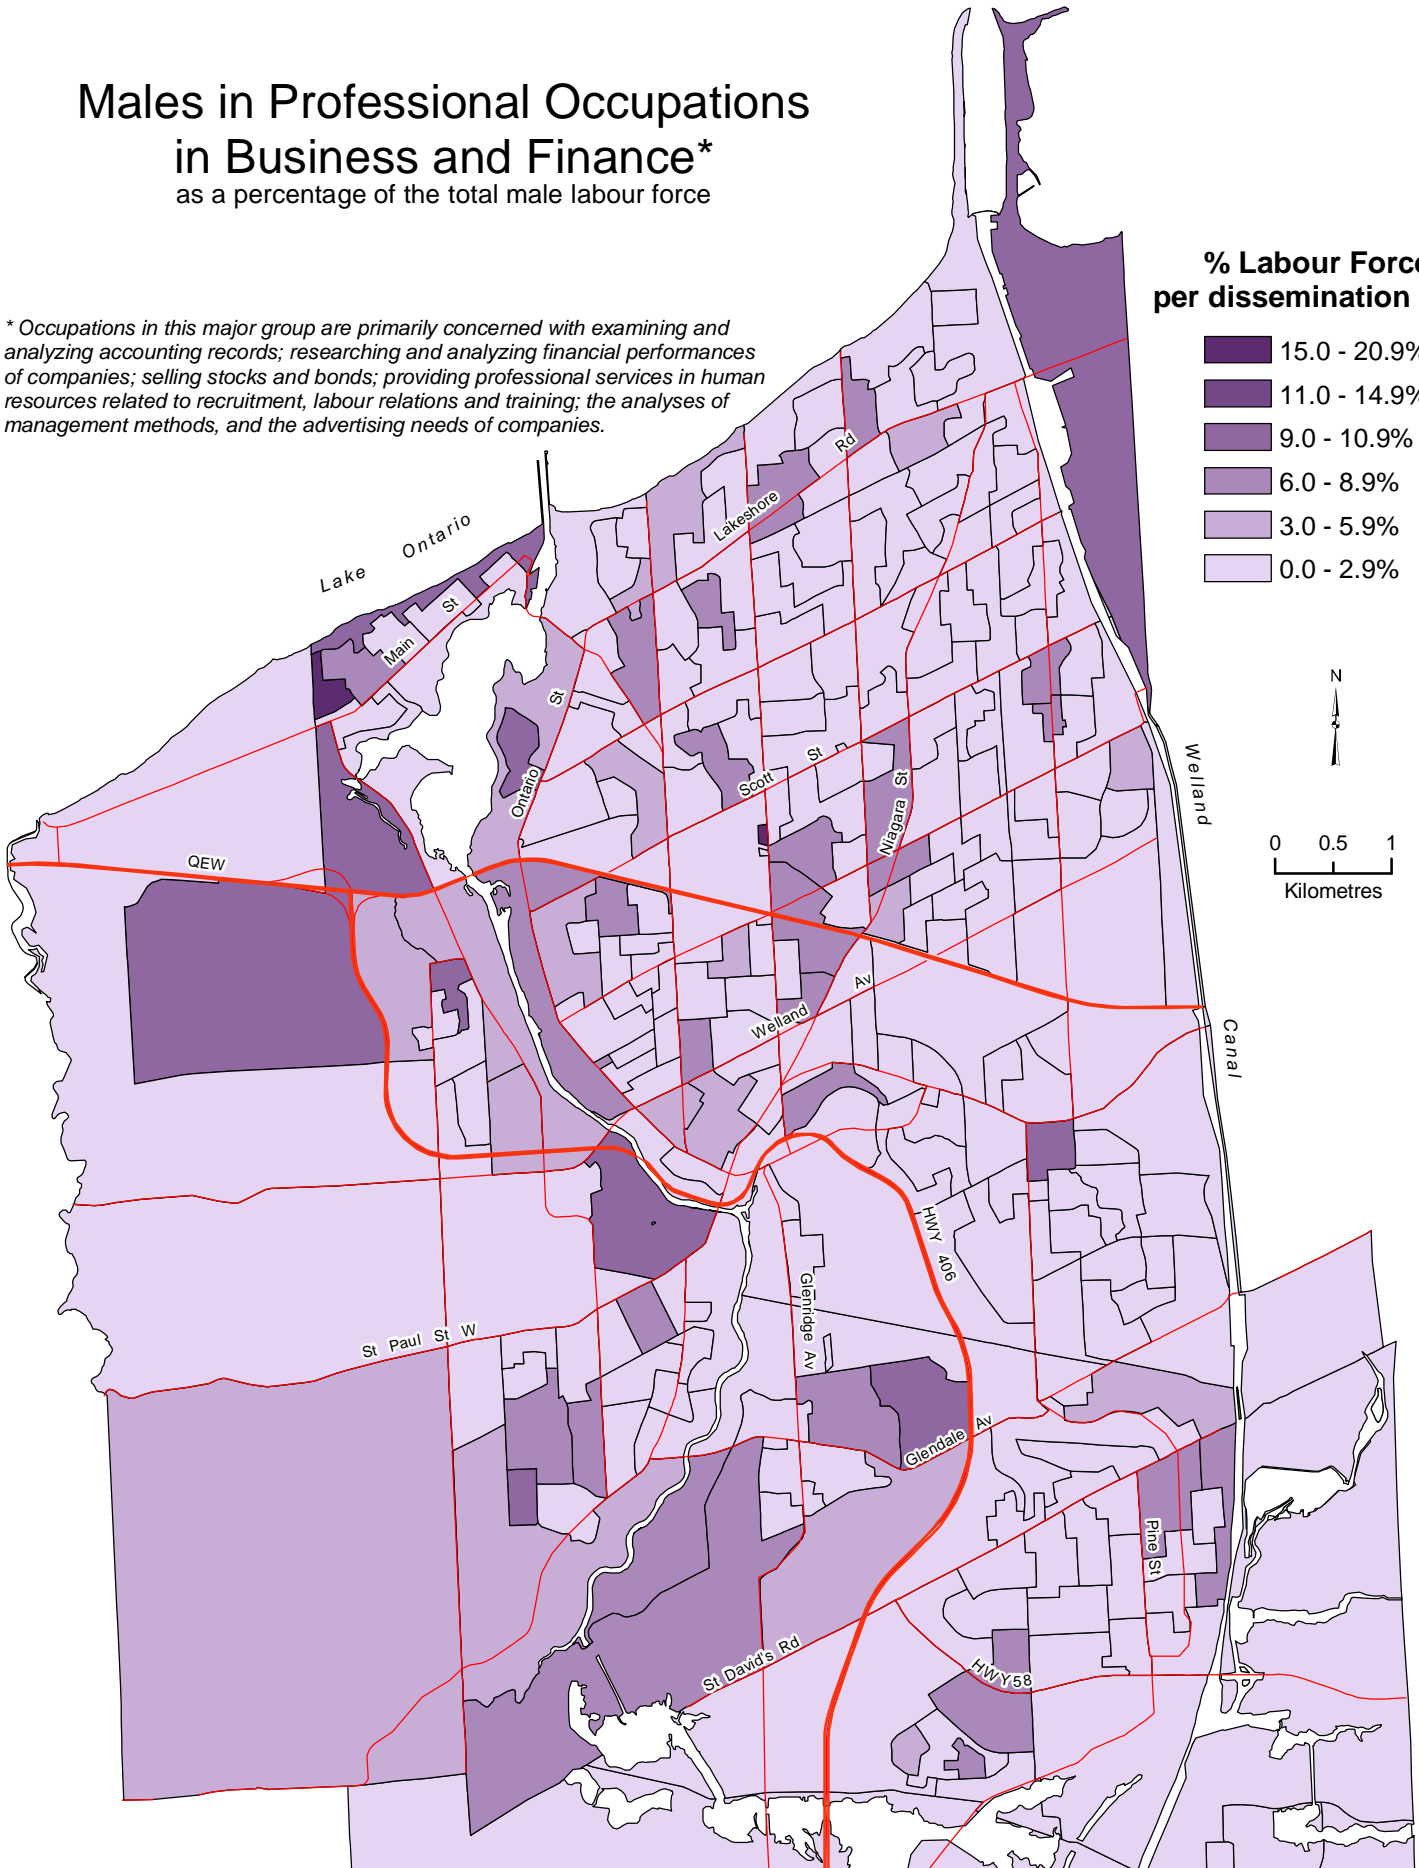 Males in Professional Occupations
in Business and Finance*
as a percentage of the total male labour force
% Labour Force
per dissemination
* Occupations in this major group are primarily concerned with examining and
analyzing accounting records; researching and analyzing financial performances
of companies; selling stocks and bonds; providing professional services in human
resources related to recruitment, labour relations and training; the analyses of
management methods, and the advertising needs of companies.
15.0 - 20.9%
11.0 - 14.9%
9.0 - 10.9%
6.0 - 8.9%
3.0 - 5.9%
0.0 - 2.9%
Lake Ontario
Lakeshore Rd
Main St
Ontario St
Scott St
Niagara St
N
Welland
0 0.5 1
Kilometres
QEW
Welland Av
Canal
HWY 406
Glenridge Av
St Paul St W
Glendale Av
Pine St
St David's Rd
HWY58